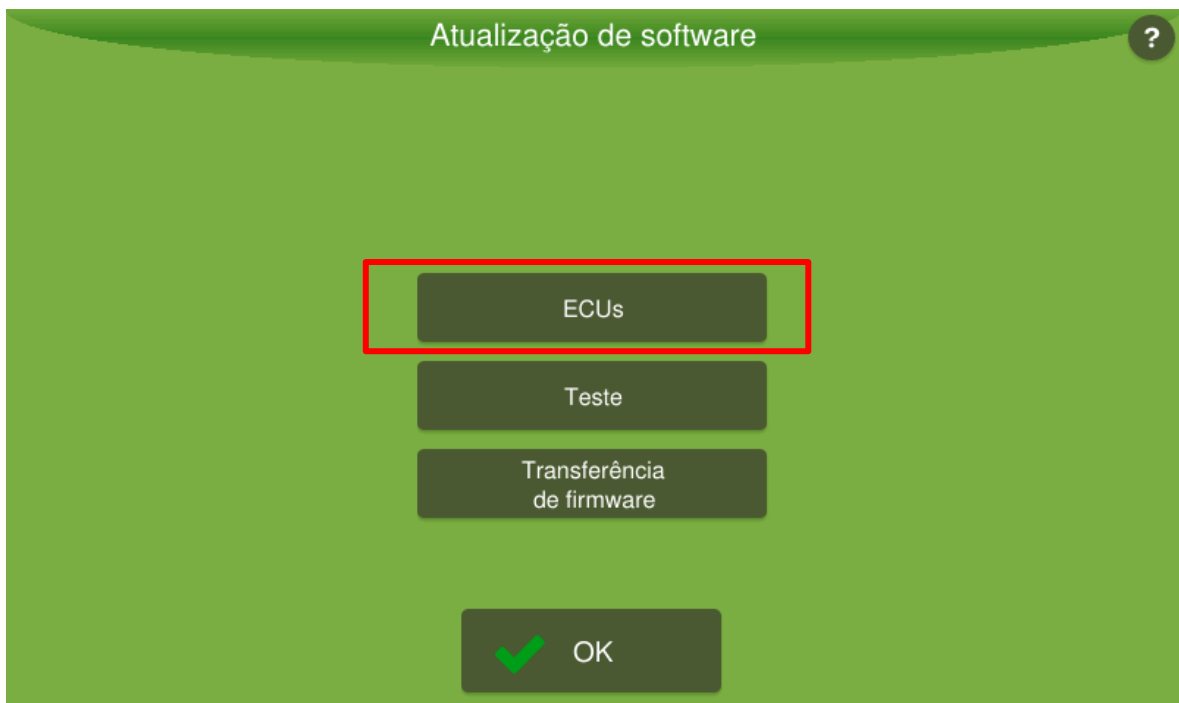 Atualização de software
?
ECUs
Teste
Transferência
de firmware
OK